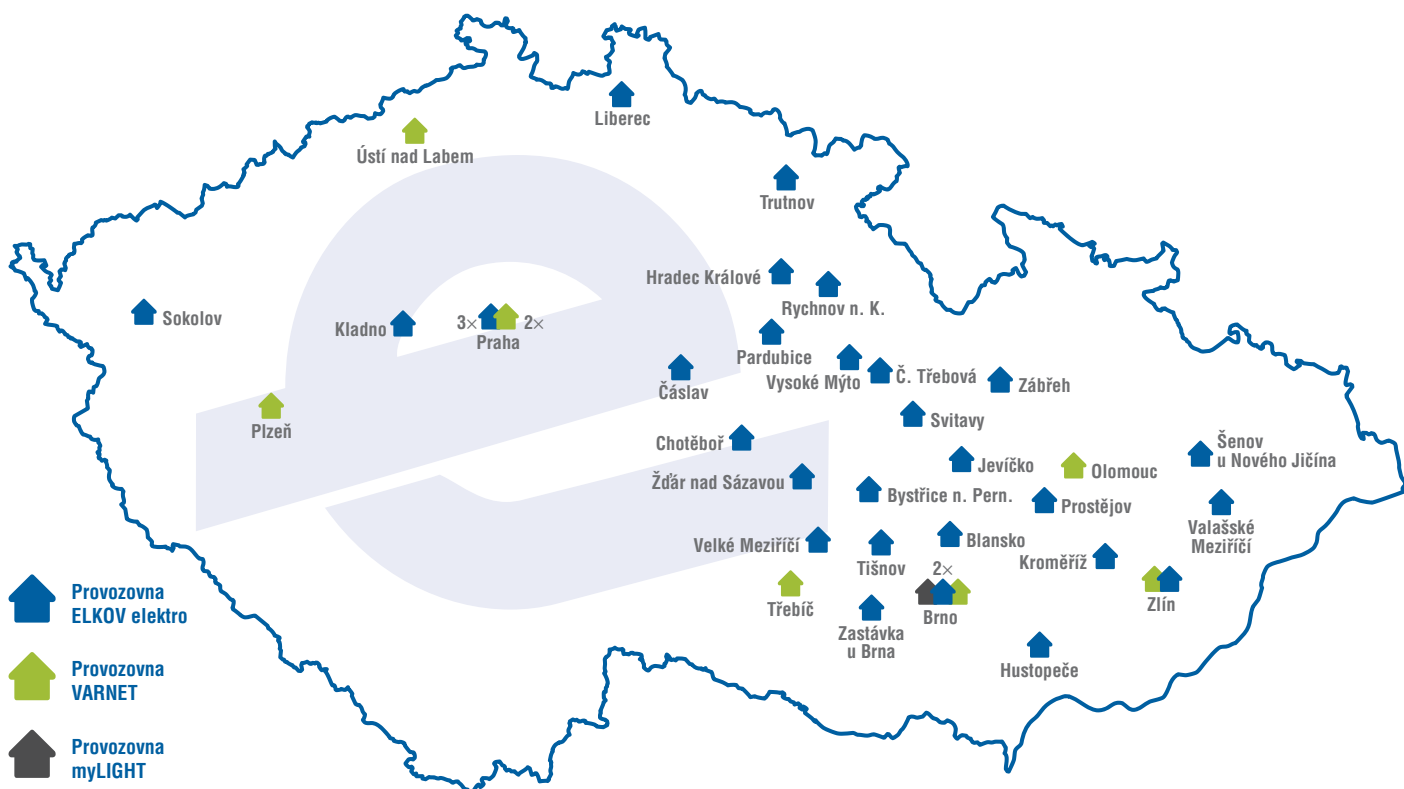 Liberec
Ústí nad Labem
Trutnov
Hradec Králové
Rychnov n. K.
Sokolov
Kladno
3×
2×
Praha
Pardubice
Vysoké Mýto
Č. Třebová
Zábřeh
Čáslav
Plzeň
Svitavy
Chotěboř
Šenov
u Nového Jičína
Jevíčko
Olomouc
Žďár nad Sázavou
Bystřice n. Pern.
Prostějov
Valašské
Meziříčí
Velké Meziříčí
Tišnov
Blansko
Kroměříž
2×
Třebíč
Brno
Zlín
Zastávka
u Brna
Hustopeče
Provozovna
ELKOV elektro
Provozovna
VARNET
Provozovna
myLIGHT